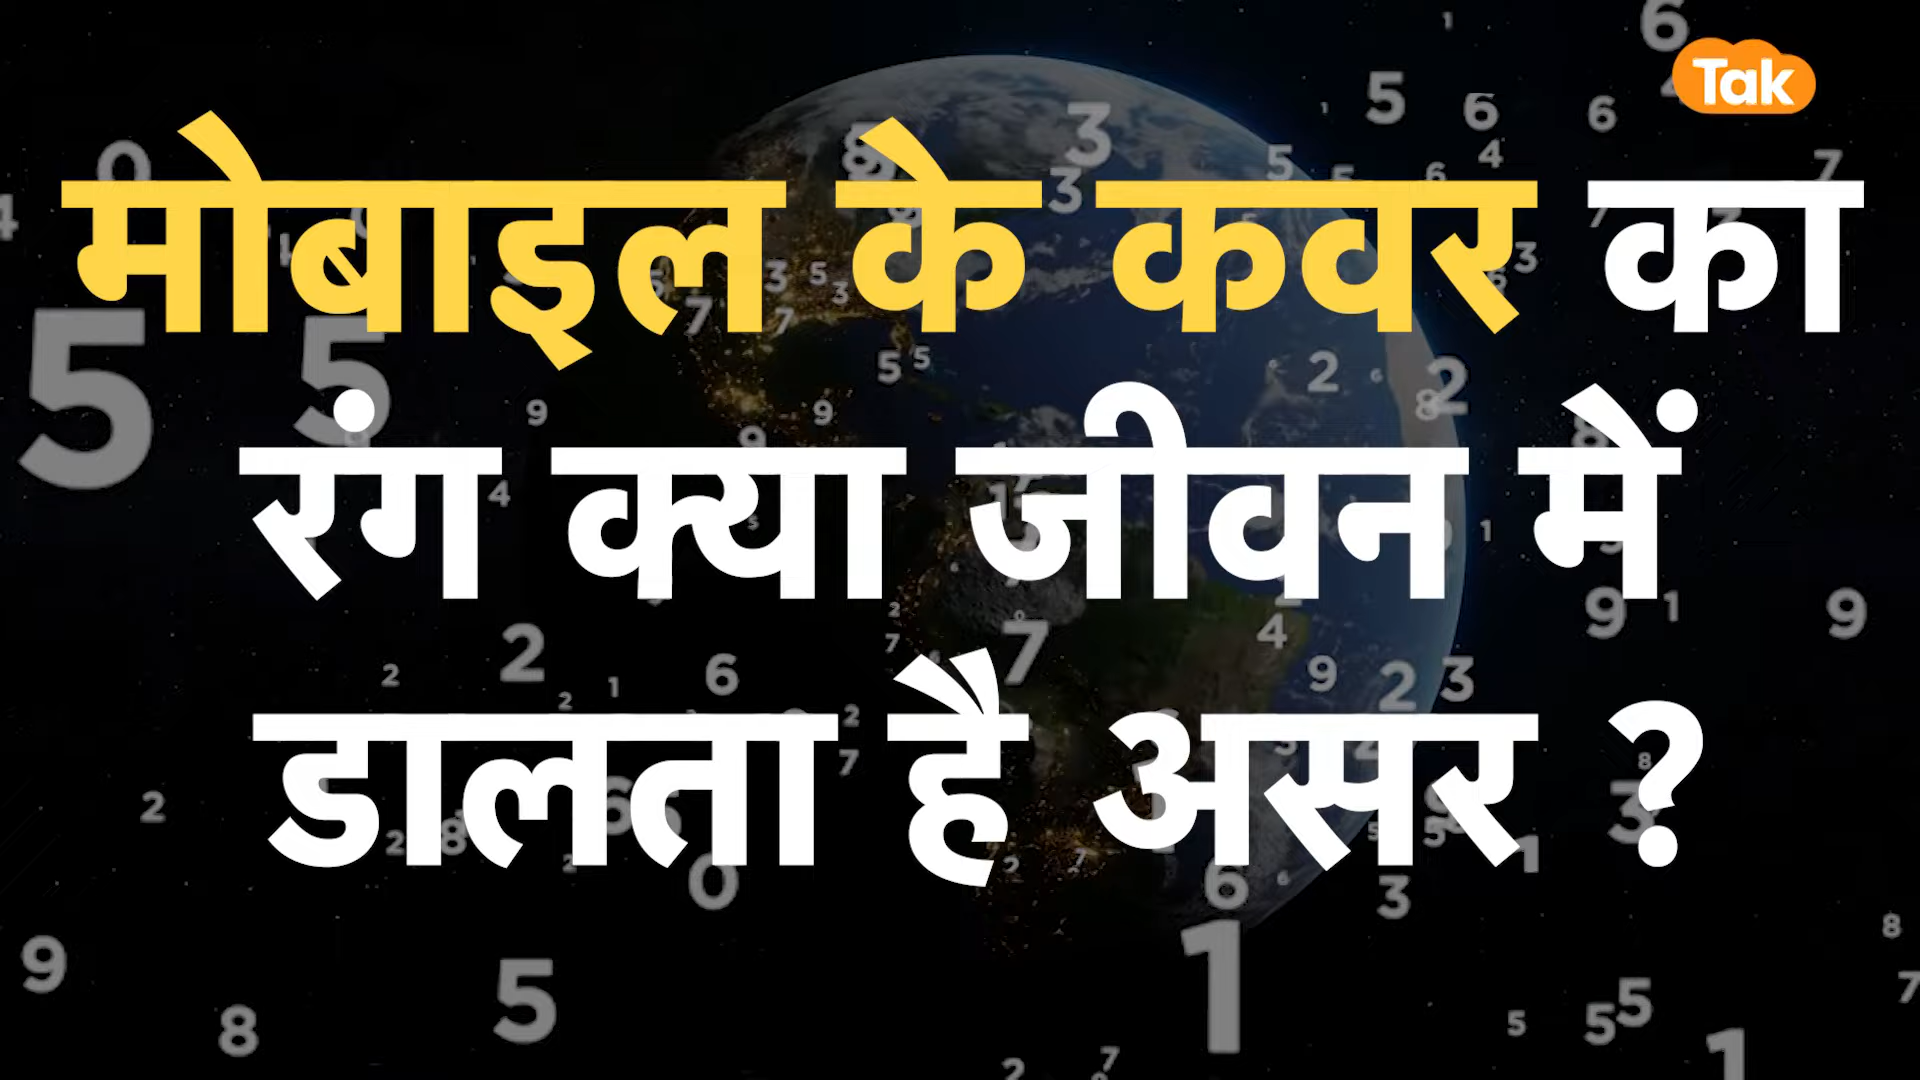 Tak
मोबाइल के कवर का
रंग क्या जीवन में
डालता है असर ?